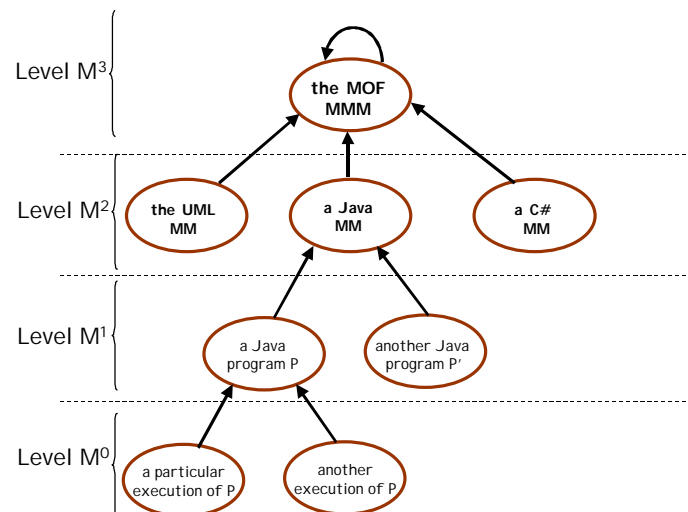 Level M³
the MOF
MMM
Level M²
the UML
MM
a Java
MM
a C#
MM
Level M¹
a Java
program P
another Java
program P'
Level M⁰
a particular
execution of P
another
execution of P